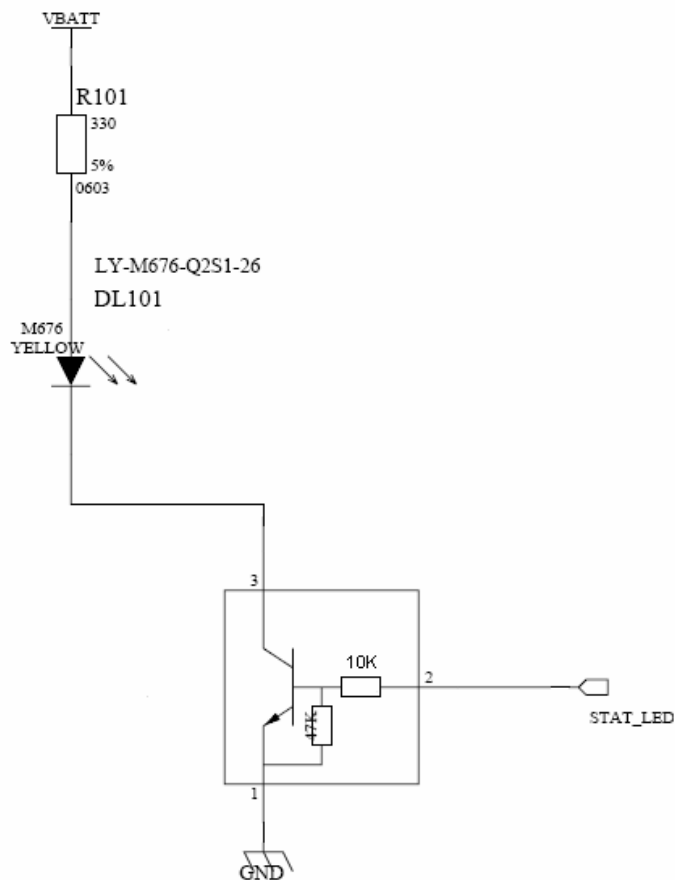 VBATT
R101
330
5%
0603
LY-M676-Q2S1-26
DL101
M676
YELLOW
3
10K
2
47K
STAT_LED
1
GND